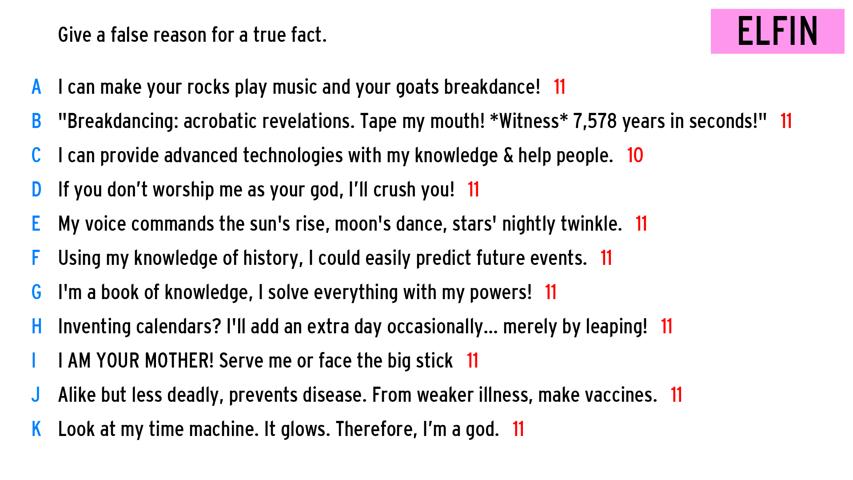 Give a false reason for a true fact.
ELFIN
A I can make your rocks play music and your goats breakdance! 11
B "Breakdancing: acrobatic revelations. Tape my mouth! *Witness* 7,578 years in seconds!" 11
C I can provide advanced technologies with my knowledge & help people. 10
D If you don't worship me as your god, I'll crush you! 11
E My voice commands the sun's rise, moon's dance, stars' nightly twinkle. 11
F Using my knowledge of history, I could easily predict future events. 11
G I'm a book of knowledge, I solve everything with my powers! 11
H Inventing calendars? I'll add an extra day occasionally... merely by leaping! 11
I I AM YOUR MOTHER! Serve me or face the big stick 11
J Alike but less deadly, prevents disease. From weaker illness, make vaccines. 11
K Look at my time machine. It glows. Therefore, I'm a god. 11